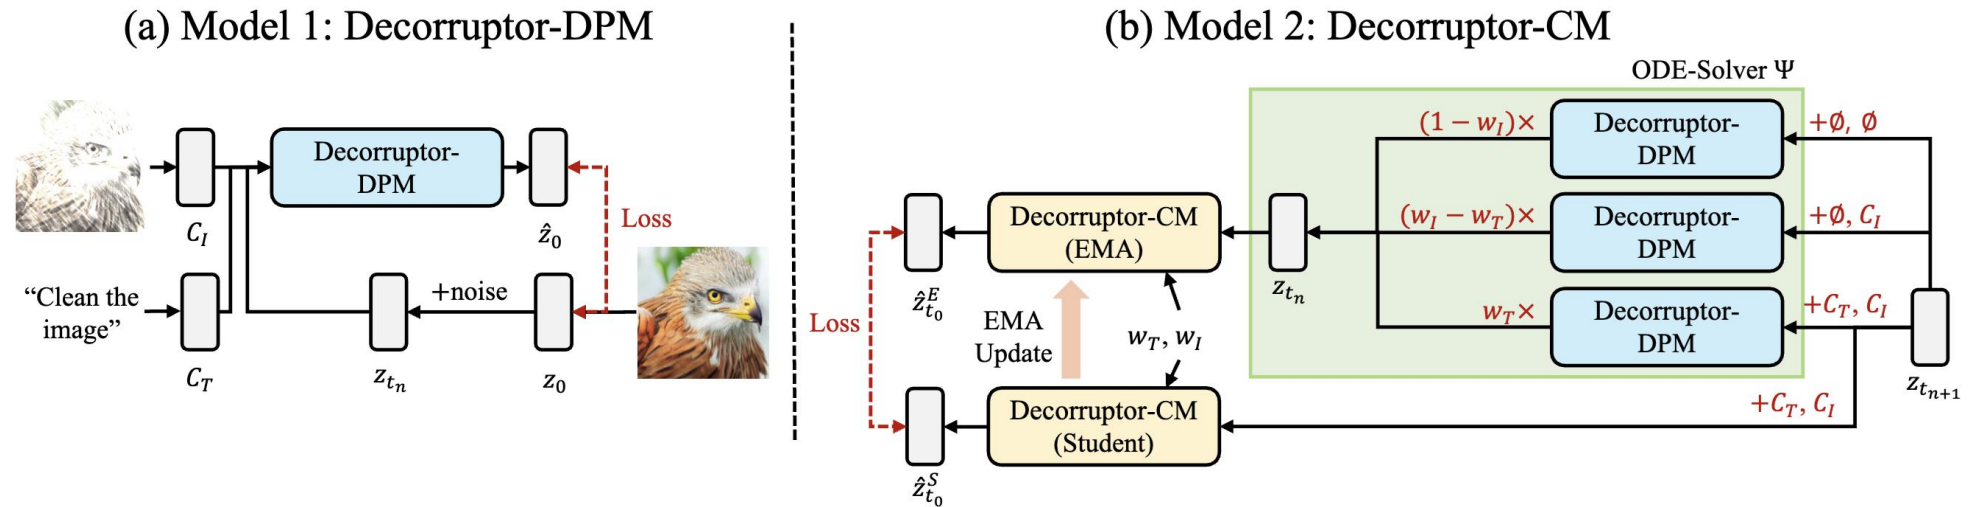 (a) Model 1: Decorruptor-DPM
C_I
Decorruptor-
DPM
ẑ_0
Loss
“Clean the
image”
C_T
z_{t_n}
+noise
z_0
(b) Model 2: Decorruptor-CM
ODE-Solver Ψ
(1 − w_I)×
Decorruptor-
DPM
+∅, ∅
(w_I − w_T)×
Decorruptor-
DPM
+∅, C_I
w_T×
Decorruptor-
DPM
+C_T, C_I
z_{t_{n+1}}
z_{t_n}
Decorruptor-CM
(EMA)
ẑ^E_{t_0}
Loss
EMA
Update
w_T, w_I
Decorruptor-CM
(Student)
+C_T, C_I
ẑ^S_{t_0}